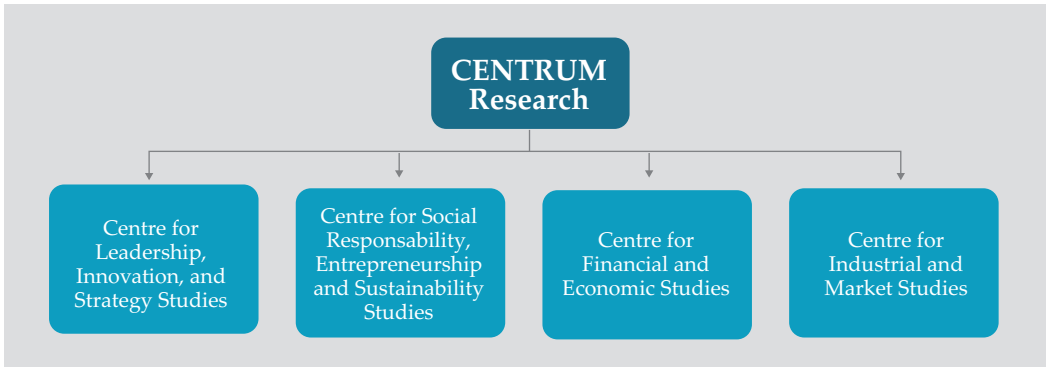 CENTRUM
Research
Centre for
Leadership,
Innovation, and
Strategy Studies
Centre for Social
Responsability,
Entrepreneurship
and Sustainability
Studies
Centre for
Financial and
Economic Studies
Centre for
Industrial and
Market Studies